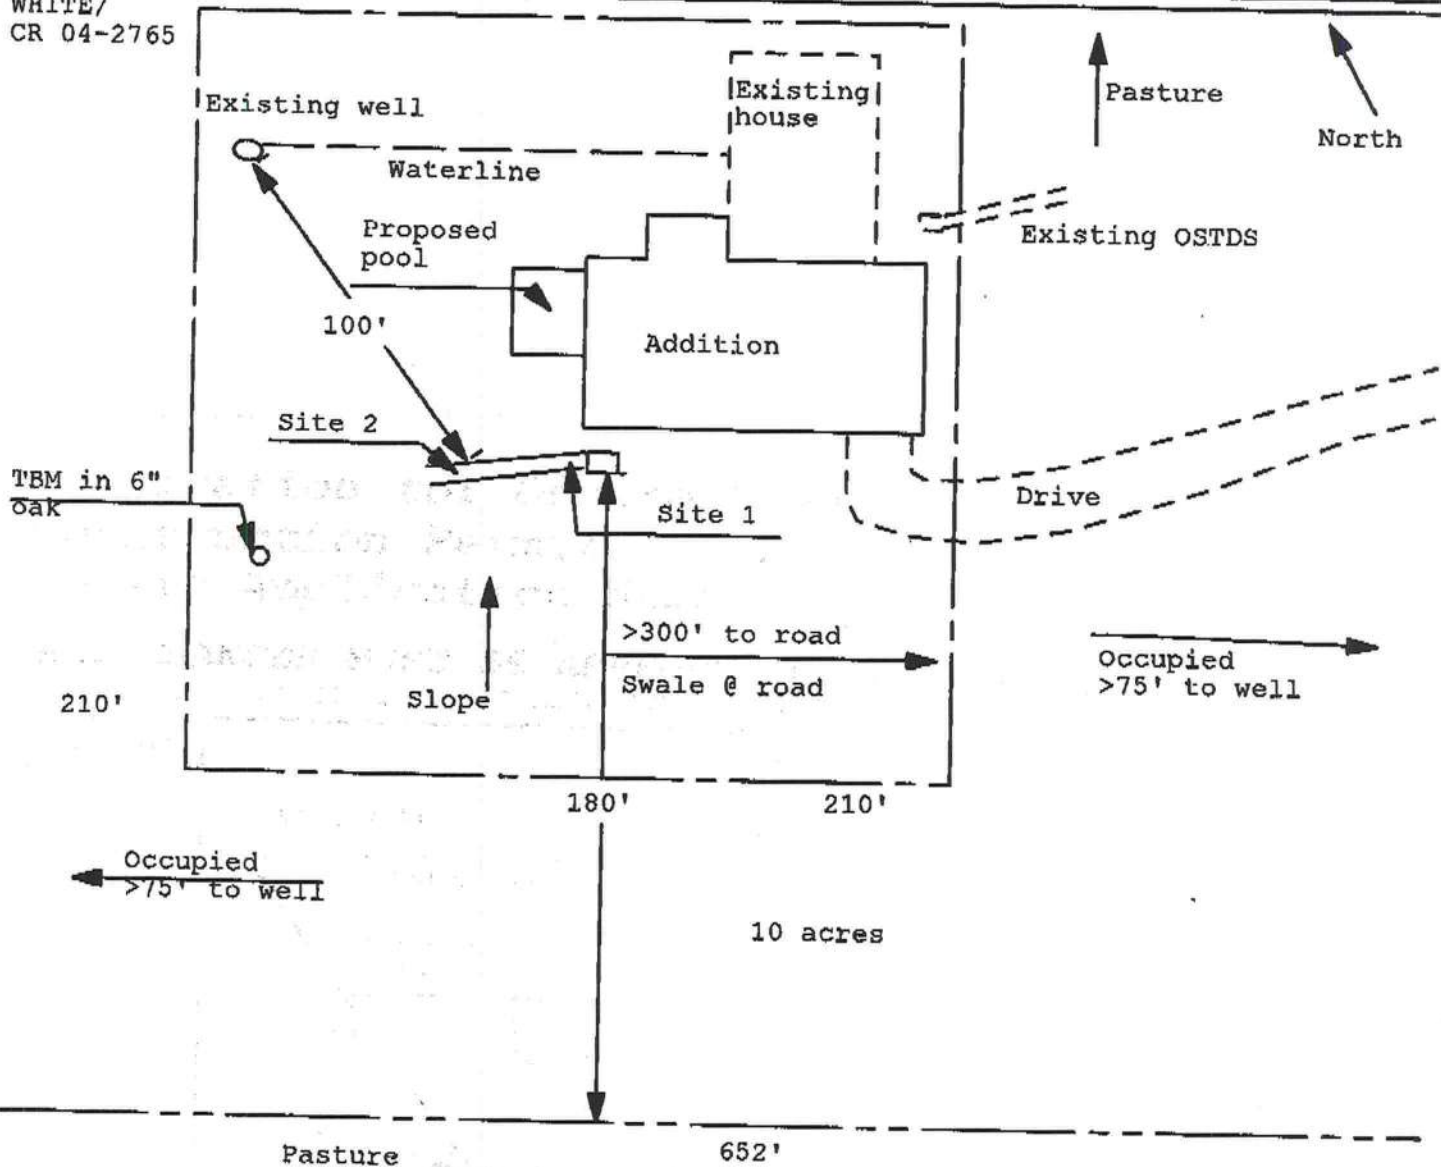 WHITE/
CR 04-2765
Existing well
Existing
house
Pasture
North
Waterline
Proposed
pool
Existing OSTDS
100'
Addition
Site 2
TBM in 6"
oak
Site 1
Drive
>300' to road
Swale @ road
Occupied
>75' to well
210'
Slope
180'
210'
Occupied
>75' to well
10 acres
Pasture
652'